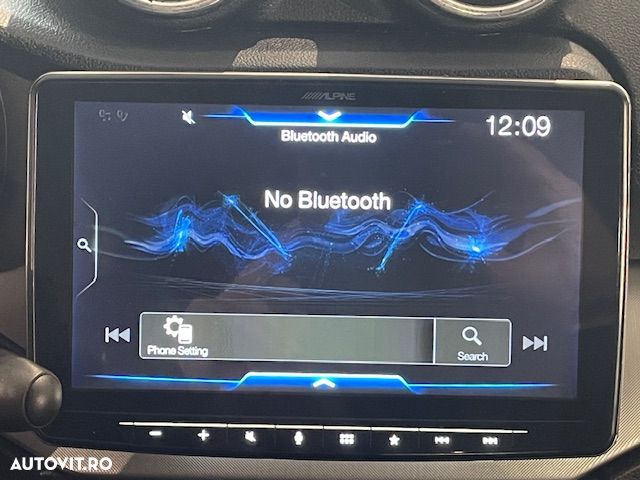 ALPINE
Bluetooth Audio
12:09
No Bluetooth
Phone Setting
Search
AUTOVIT.RO